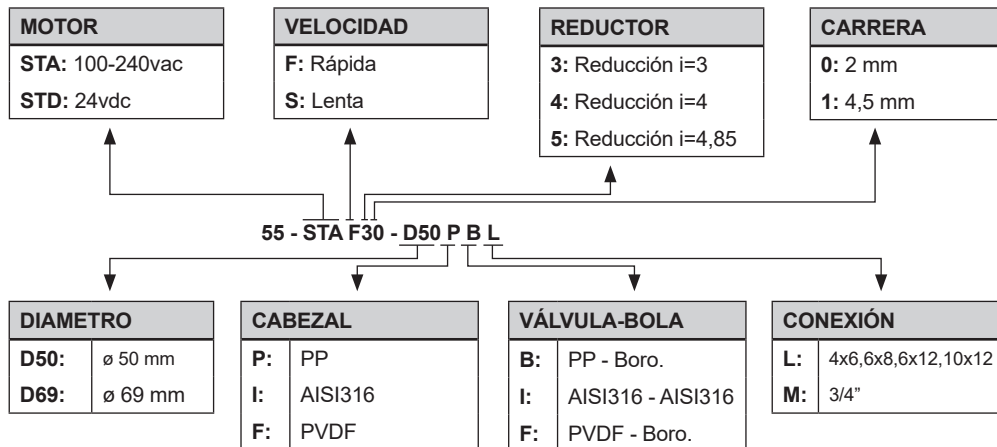 MOTOR
STA: 100-240vac
STD: 24vdc
VELOCIDAD
F: Rápida
S: Lenta
REDUCTOR
3: Reducción i=3
4: Reducción i=4
5: Reducción i=4,85
CARRERA
0: 2 mm
1: 4,5 mm
55 - STA F30 - D50 P B L
DIAMETRO
D50: ø 50 mm
D69: ø 69 mm
CABEZAL
P: PP
I: AISI316
F: PVDF
VÁLVULA-BOLA
B: PP - Boro.
I: AISI316 - AISI316
F: PVDF - Boro.
CONEXIÓN
L: 4x6,6x8,6x12,10x12
M: 3/4”